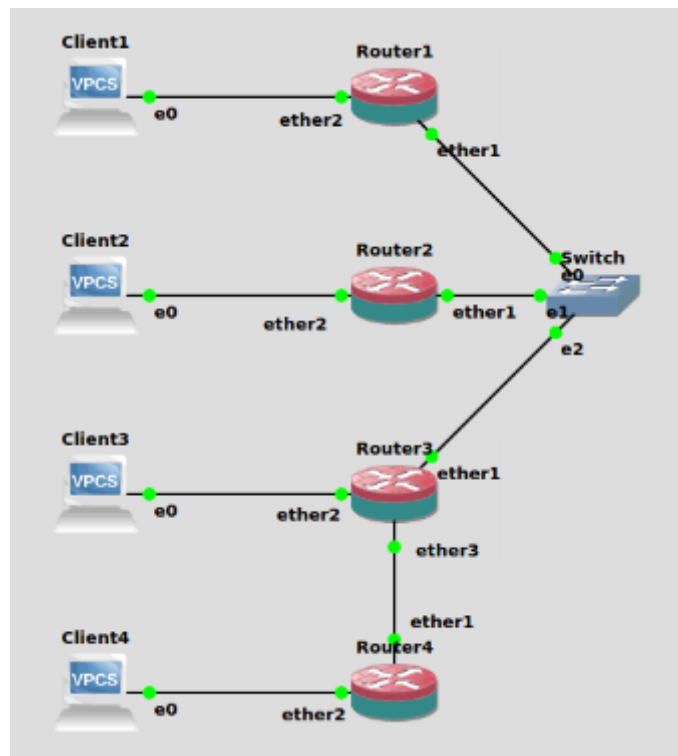 Client1
VPCS
e0
ether2
Router1
ether1
Client2
VPCS
e0
ether2
Router2
ether1
Switch
e0
e1
e2
Client3
VPCS
e0
ether2
Router3
ether1
ether3
Client4
VPCS
e0
ether2
ether1
Router4